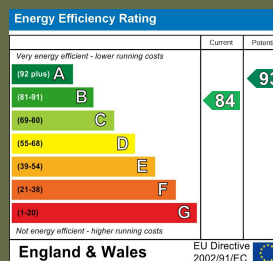 Energy Efficiency Rating
Current
Very energy efficient - lower running costs
(92 plus) A
(81-91) B
84
(69-80) C
(55-68) D
(39-54) E
(21-38) F
(1-20) G
Not energy efficient - higher running costs
England & Wales
EU Directive
2002/91/EC